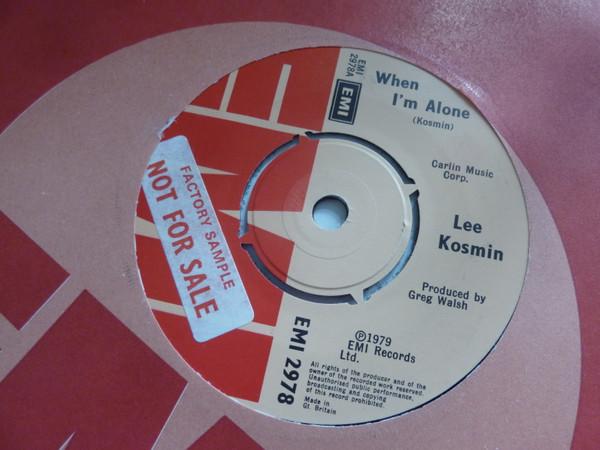 EMI
2978A
EMI
When
I'm Alone
(Kosmin)
Carlin Music
Corp.
Lee
Kosmin
Produced by
Greg Walsh
FACTORY SAMPLE
NOT FOR SALE
EMI 2978
Ⓟ1979
EMI Records
Ltd.
All rights of the producer and of the
owner of the recorded work reserved.
Unauthorised public performance,
broadcasting and copying
of this record prohibited.
Made in
Gt. Britain